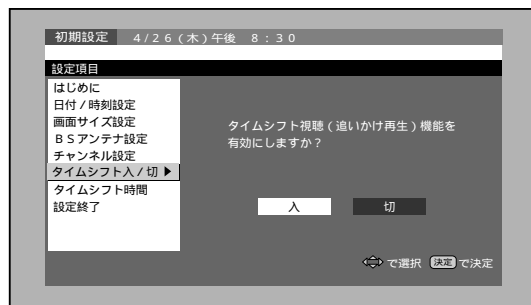 初期設定 4/26(木)午後 8:30
設定項目
はじめに
日付/時刻設定
画面サイズ設定
BSアンテナ設定
チャンネル設定
タイムシフト入/切▶
タイムシフト時間
設定終了
タイムシフト視聴(追いかけ再生)機能を
有効にしますか?
入 切
で選択 決定 で決定